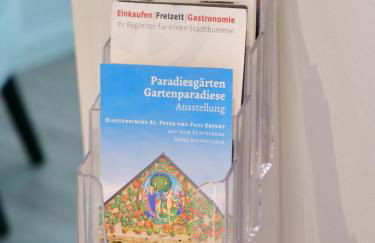 Einkaufen|Freizeit|Gastronomie
Ihr Begleiter für einen Stadtbummel
Paradiesgärten
Gartenparadiese
Ausstellung
Klosterkirche St. Peter und Paul Erfurt
auf dem Petersberg
April bis Oktober